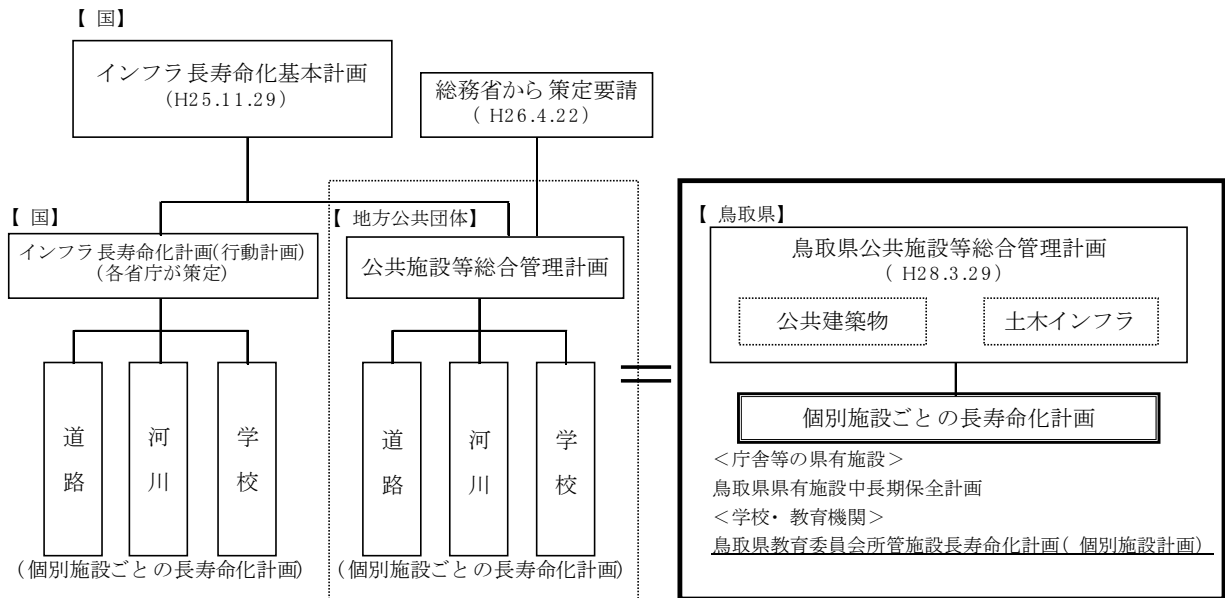 【国】
インフラ長寿命化基本計画
(H25.11.29)
総務省から策定要請
(H26.4.22)
【国】
インフラ長寿命化計画(行動計画)
(各省庁が策定)
道路
河川
学校
(個別施設ごとの長寿命化計画)
【地方公共団体】
公共施設等総合管理計画
道路
河川
学校
(個別施設ごとの長寿命化計画)
【鳥取県】
鳥取県公共施設等総合管理計画
(H28.3.29)
公共建築物
土木インフラ
個別施設ごとの長寿命化計画
＜庁舎等の県有施設＞
鳥取県県有施設中長期保全計画
＜学校・教育機関＞
鳥取県教育委員会所管施設長寿命化計画(個別施設計画)